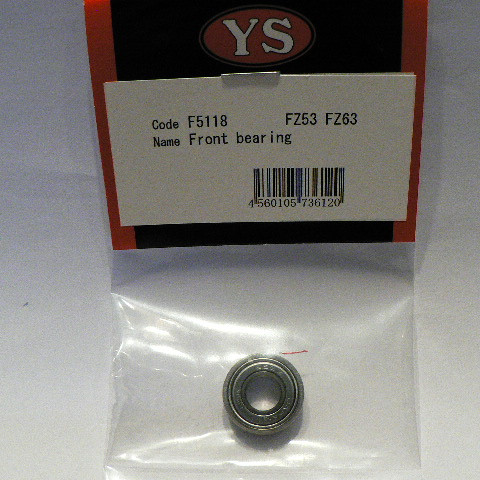 YS
Code F5118 FZ53 FZ63
Name Front bearing
4560105736120